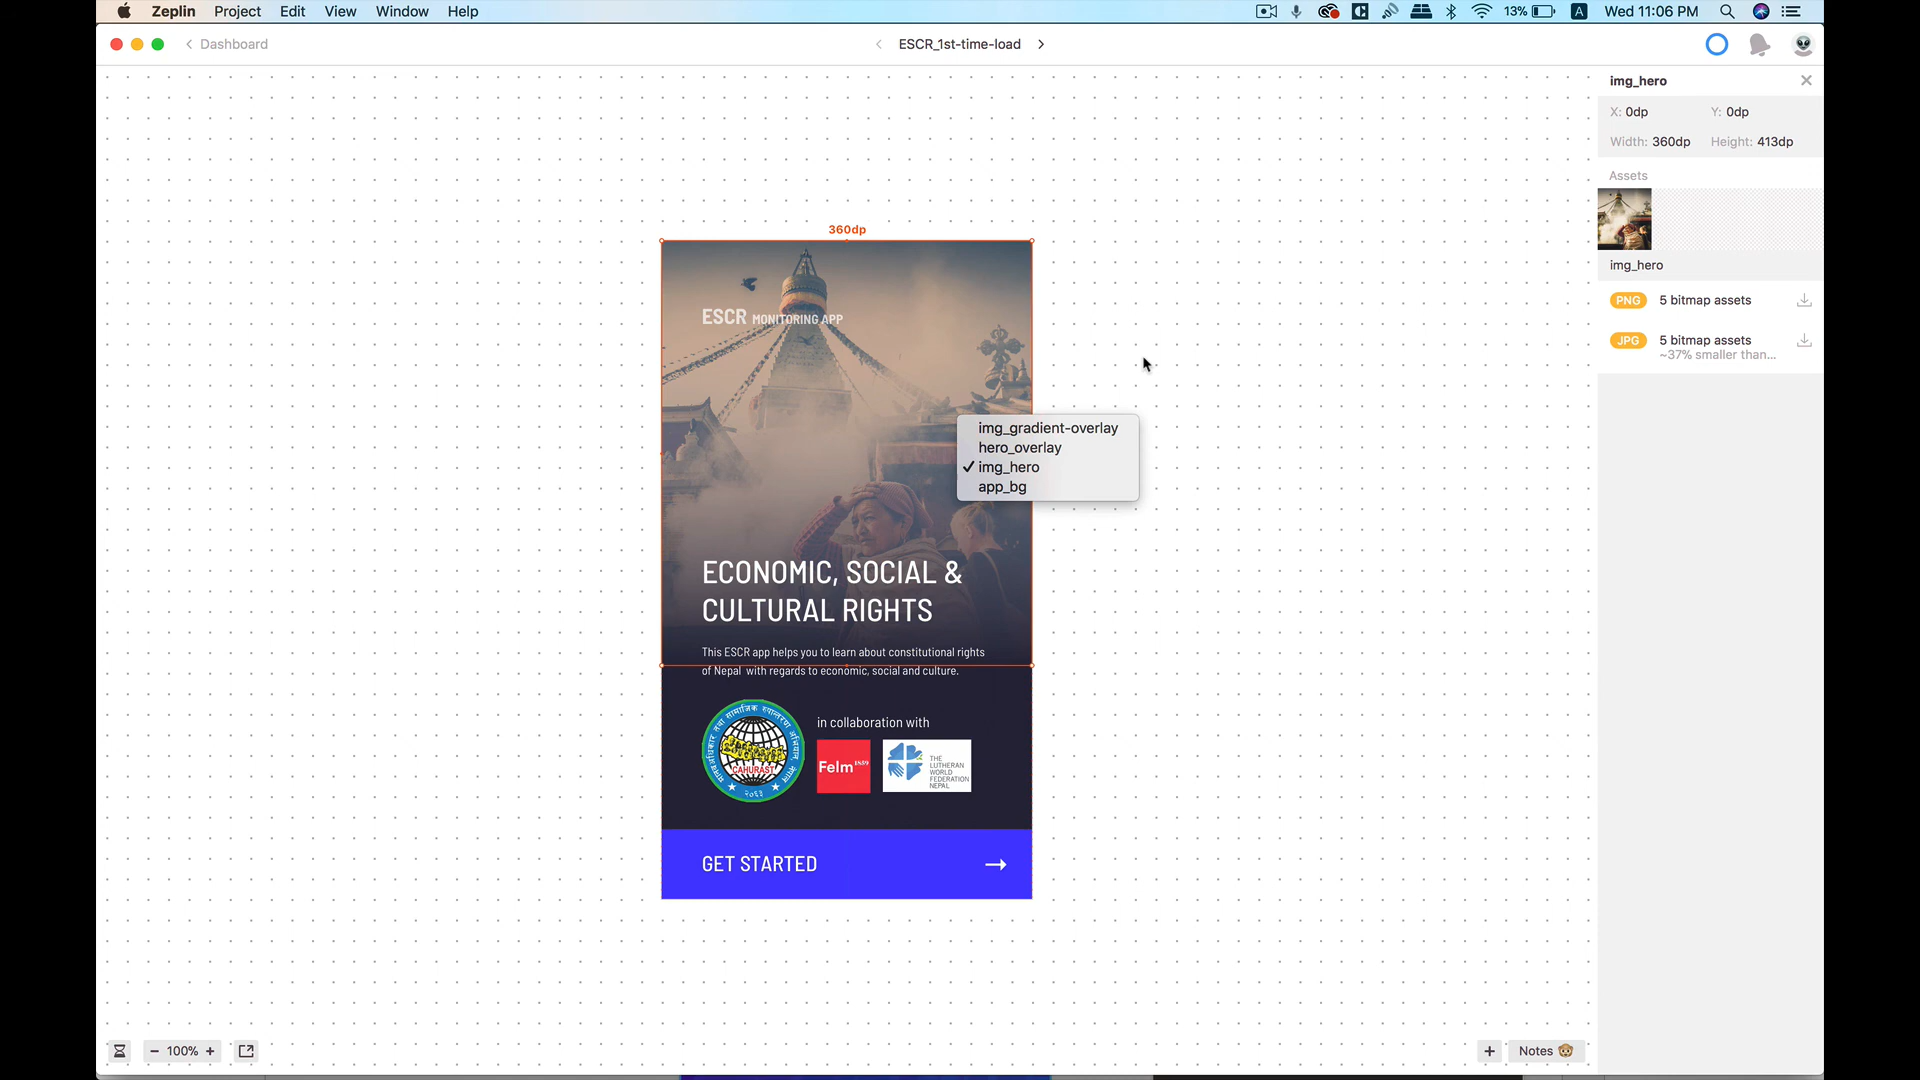 Zeplin Project Edit View Window Help
13% A Wed 11:06 PM
Dashboard
ESCR_1st-time-load
img_hero
X: 0dp Y: 0dp
Width: 360dp Height: 413dp
Assets
img_hero
PNG 5 bitmap assets
JPG 5 bitmap assets
~37% smaller than...
360dp
ESCR MONITORING APP
img_gradient-overlay
hero_overlay
img_hero
app_bg
ECONOMIC, SOCIAL &
CULTURAL RIGHTS
This ESCR app helps you to learn about constitutional rights
of Nepal with regards to economic, social and culture.
CAHURAST
२०६३
in collaboration with
Felm 1859
THE
LUTHERAN
WORLD
FEDERATION
NEPAL
GET STARTED
− 100% +
+ Notes